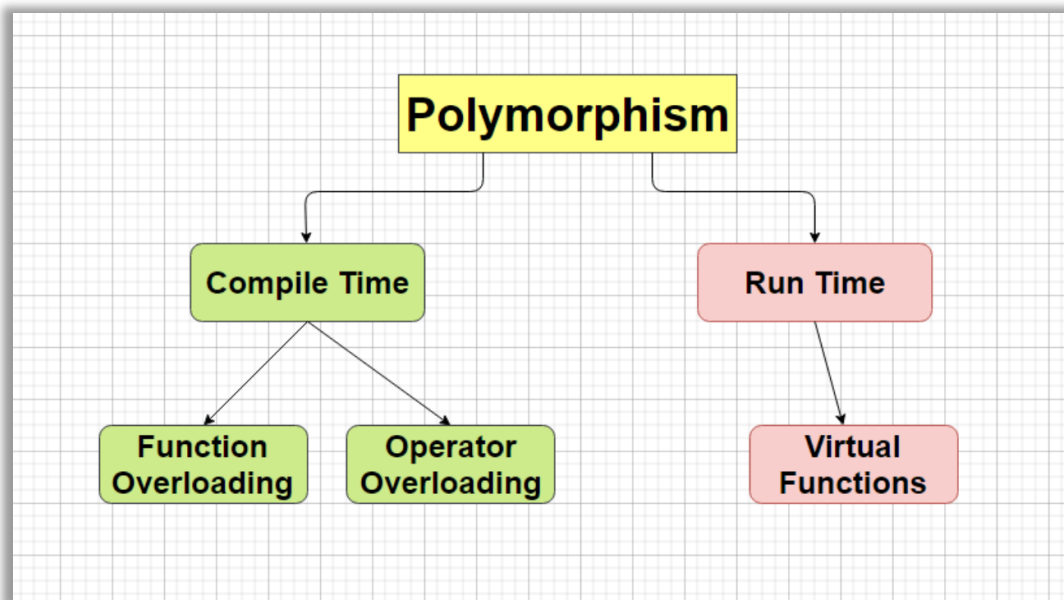 Polymorphism
Compile Time
Run Time
Function
Overloading
Operator
Overloading
Virtual
Functions